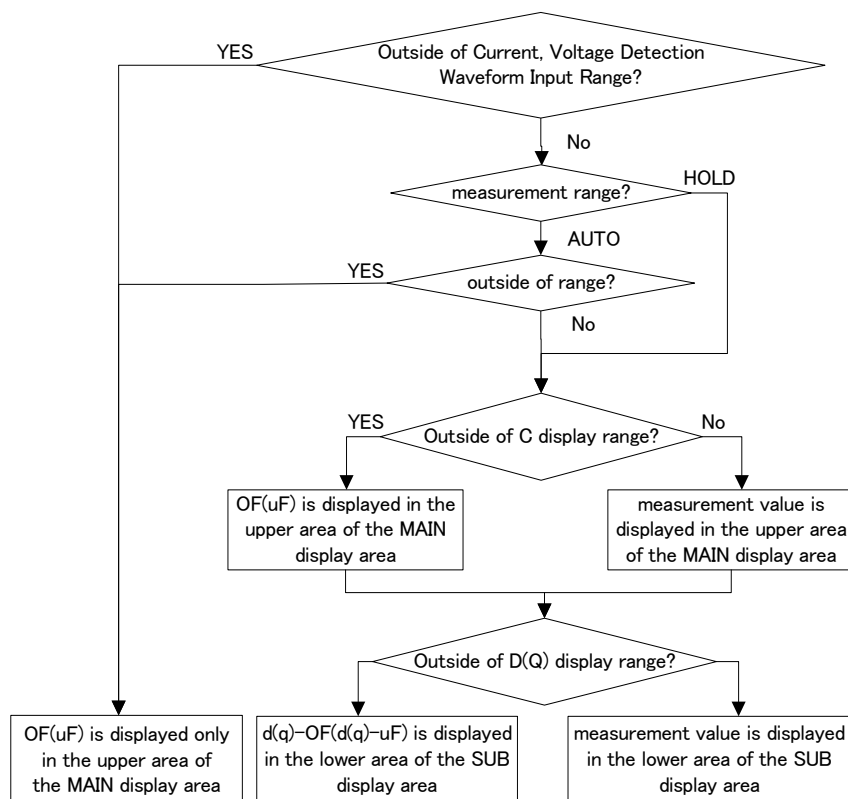 YES
Outside of Current, Voltage Detection
Waveform Input Range?
No
measurement range?
HOLD
AUTO
YES
outside of range?
No
YES
Outside of C display range?
No
OF(uF) is displayed in the
upper area of the MAIN
display area
measurement value is
displayed in the upper area
of the MAIN display area
Outside of D(Q) display range?
OF(uF) is displayed only
in the upper area of
the MAIN display area
d(q)-OF(d(q)-uF) is displayed
in the lower area of the SUB
display area
measurement value is displayed
in the lower area of the SUB
display area